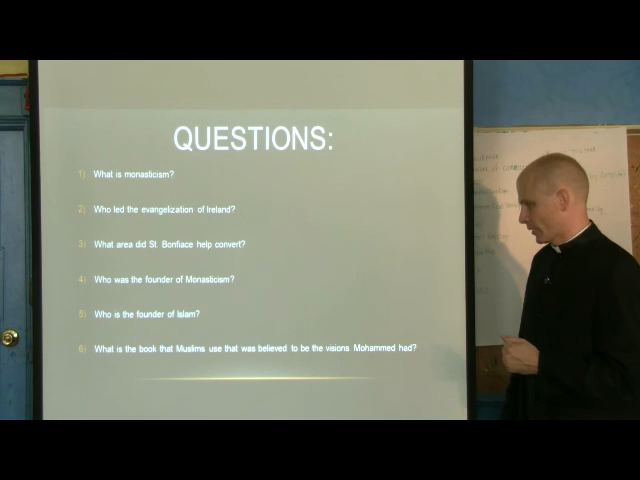 QUESTIONS:
1) What is monasticism?
2) Who led the evangelization of Ireland?
3) What area did St. Bonfiace help convert?
4) Who was the founder of Monasticism?
5) Who is the founder of Islam?
6) What is the book that Muslims use that was believed to be the visions Mohammed had?